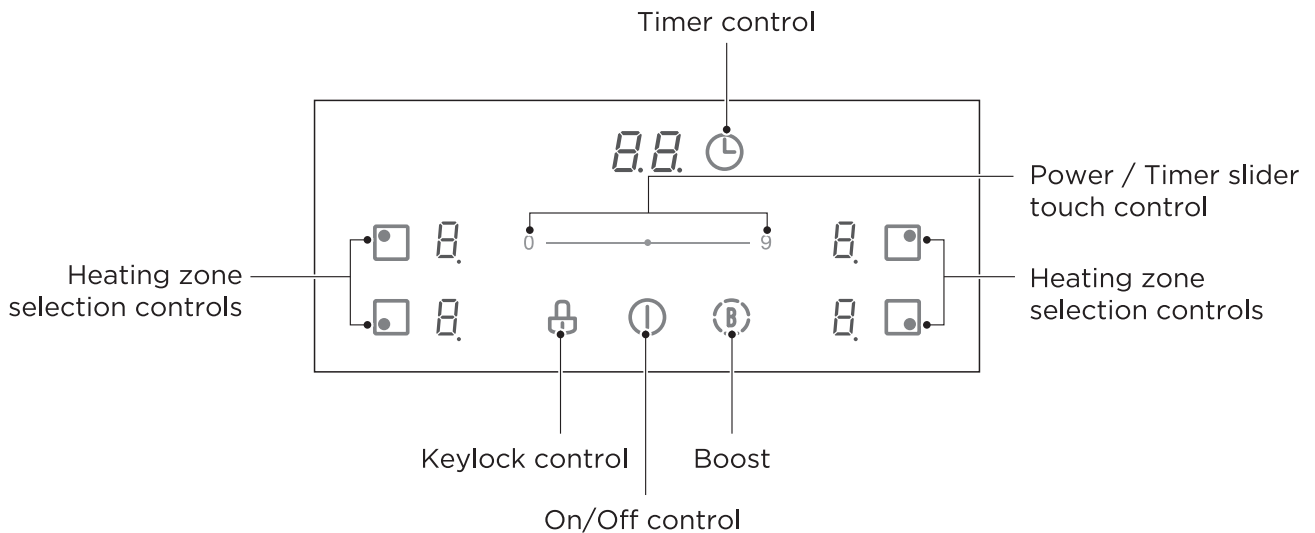 Timer control
8.8.
Power / Timer slider
touch control
8.
0
9
8.
Heating zone
selection controls
Heating zone
selection controls
8.
B
8.
Keylock control
Boost
On/Off control